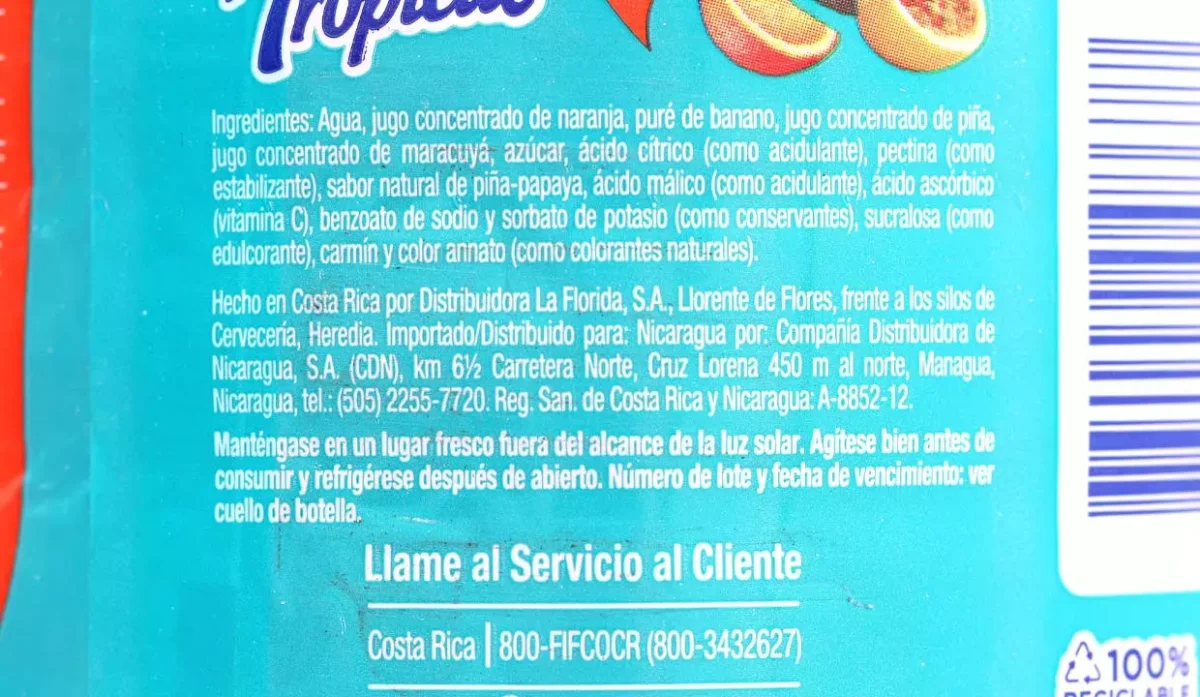 Tropical
Ingredientes: Agua, jugo concentrado de naranja, puré de banano, jugo concentrado de piña,
jugo concentrado de maracuyá, azúcar, ácido cítrico (como acidulante), pectina (como
estabilizante), sabor natural de piña-papaya, ácido málico (como acidulante), ácido ascórbico
(vitamina C), benzoato de sodio y sorbato de potasio (como conservantes), sucralosa (como
edulcorante), carmín y color annato (como colorantes naturales).
Hecho en Costa Rica por Distribuidora La Florida, S.A., Llorente de Flores, frente a los silos de
Cervecería, Heredia. Importado/Distribuido para: Nicaragua por: Compañía Distribuidora de
Nicaragua, S.A. (CDN), km 6½ Carretera Norte, Cruz Lorena 450 m al norte, Managua,
Nicaragua, tel.: (505) 2255-7720. Reg. San. de Costa Rica y Nicaragua: A-8852-12.
Manténgase en un lugar fresco fuera del alcance de la luz solar. Agítese bien antes de
consumir y refrigérese después de abierto. Número de lote y fecha de vencimiento: ver
cuello de botella.
Llame al Servicio al Cliente
Costa Rica | 800-FIFCOCR (800-3432627)
100%
RECICLABLE